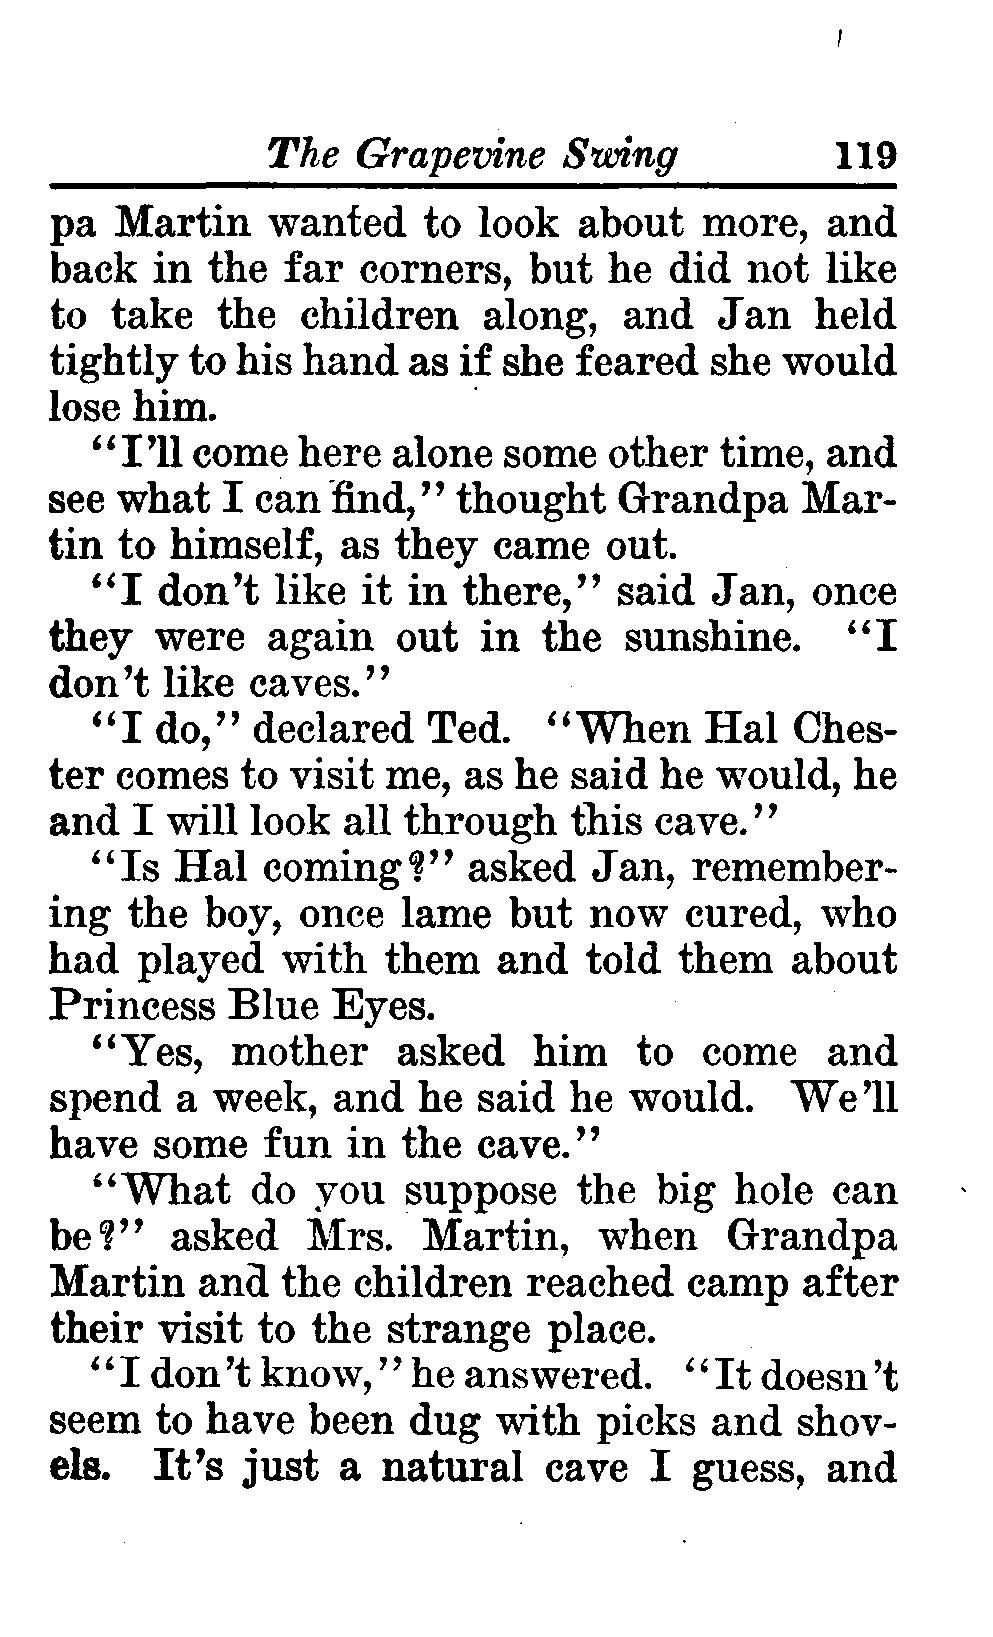 The Grapevine Swing 119
pa Martin wanted to look about more, and
back in the far corners, but he did not like
to take the children along, and Jan held
tightly to his hand as if she feared she would
lose him.
"I'll come here alone some other time, and
see what I can find," thought Grandpa Mar-
tin to himself, as they came out.
"I don't like it in there," said Jan, once
they were again out in the sunshine. "I
don't like caves."
"I do," declared Ted. "When Hal Ches-
ter comes to visit me, as he said he would, he
and I will look all through this cave."
"Is Hal coming?" asked Jan, remember-
ing the boy, once lame but now cured, who
had played with them and told them about
Princess Blue Eyes.
"Yes, mother asked him to come and
spend a week, and he said he would. We'll
have some fun in the cave."
"What do you suppose the big hole can
be?" asked Mrs. Martin, when Grandpa
Martin and the children reached camp after
their visit to the strange place.
"I don't know," he answered. "It doesn't
seem to have been dug with picks and shov-
els. It's just a natural cave I guess, and